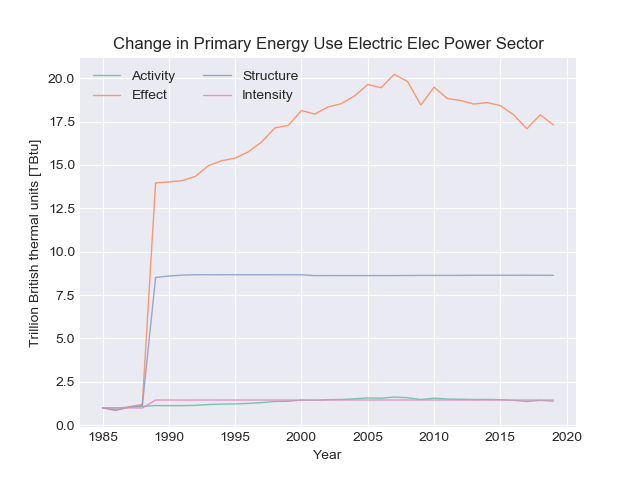 Change in Primary Energy Use Electric Elec Power Sector
Activity
Effect
Structure
Intensity
Trillion British thermal units [TBtu]
20.0
17.5
15.0
12.5
10.0
7.5
5.0
2.5
0.0
1985 1990 1995 2000 2005 2010 2015 2020
Year